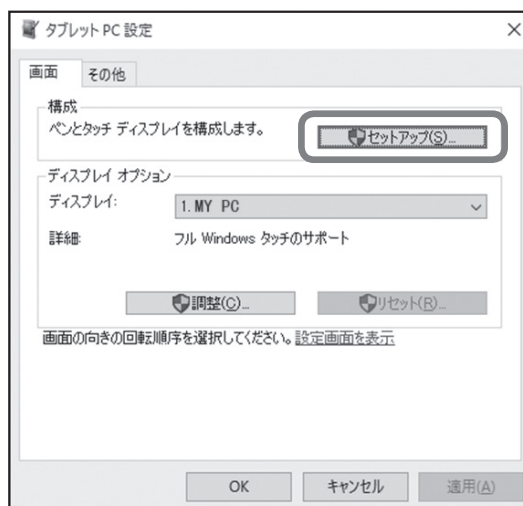 タブレット PC 設定
画面
その他
構成
ペンとタッチ ディスプレイを構成します。
セットアップ(S)...
ディスプレイ オプション
ディスプレイ:
1. MY PC
詳細:
フル Windows タッチのサポート
調整(C)...
リセット(R)...
画面の向きの回転順序を選択してください。設定画面を表示
OK
キャンセル
適用(A)